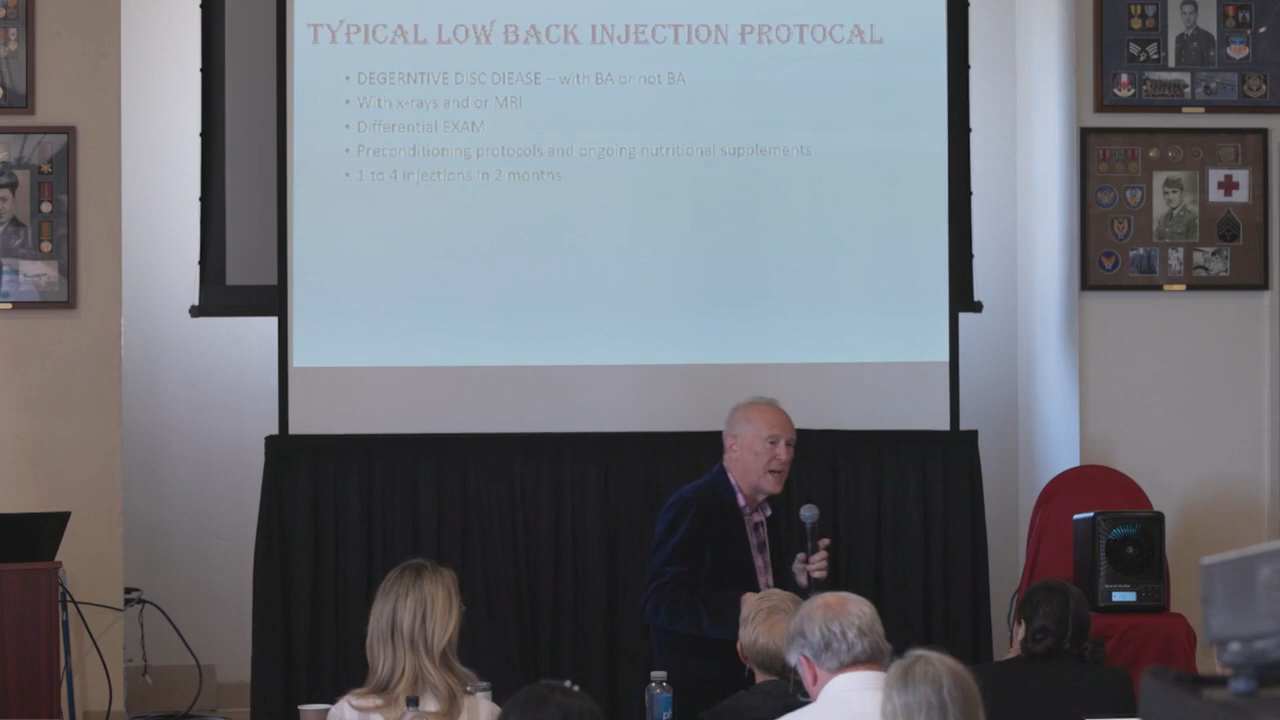 TYPICAL LOW BACK INJECTION PROTOCAL
• DEGERNTIVE DISC DIEASE – with BA or not BA
• With x-rays and or MRI
• Differential EXAM
• Preconditioning protocols and ongoing nutritional supplements
• 1 to 4 injections in 2 months